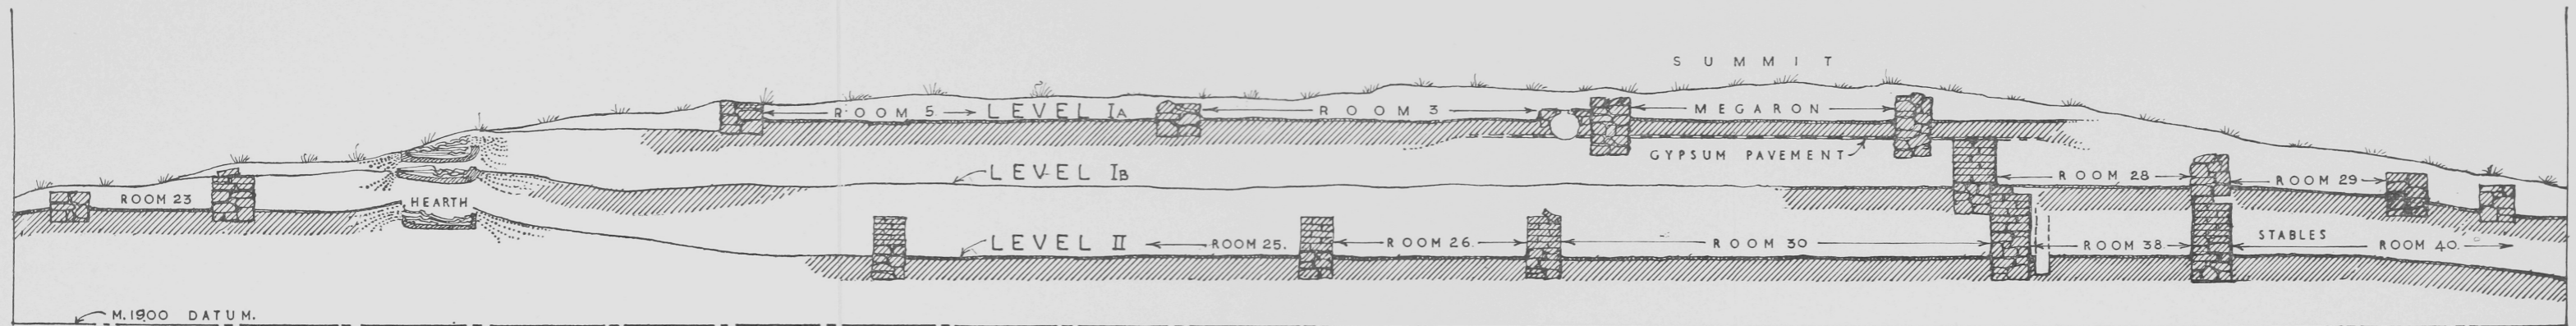 SUMMIT
ROOM 5 LEVEL IA ROOM 3 MEGARON
GYPSUM PAVEMENT
LEVEL IB ROOM 28 ROOM 29
ROOM 23 HEARTH
LEVEL II ROOM 25. ROOM 26. ROOM 30 ROOM 38 STABLES ROOM 40.
M.1900 DATUM.